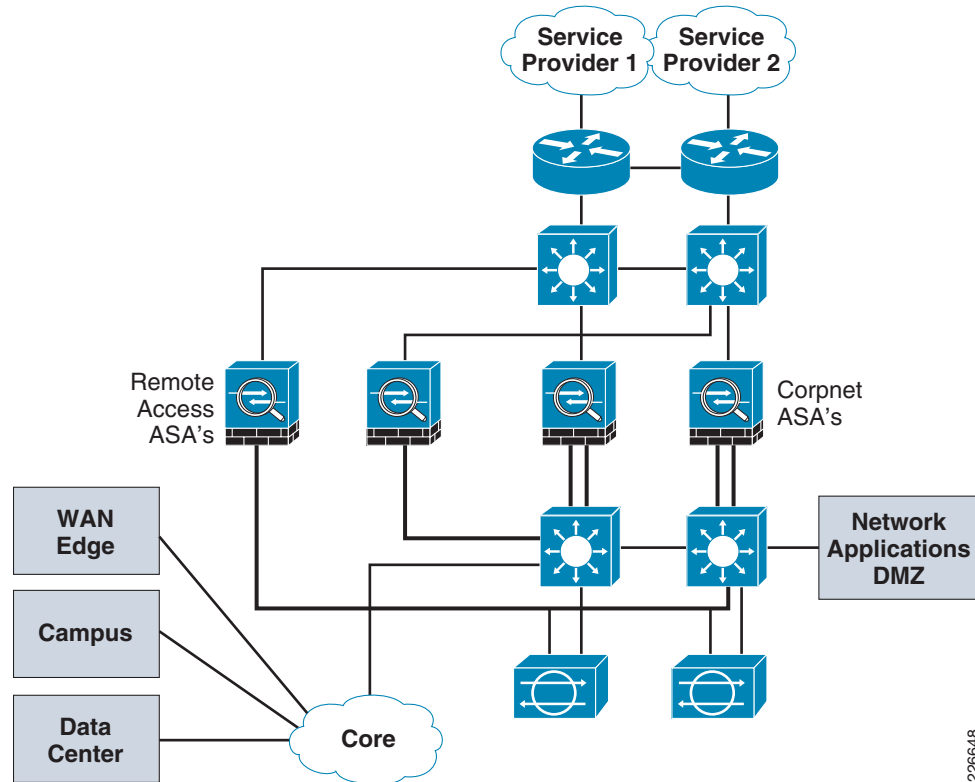 Service
Provider 1
Service
Provider 2
Remote
Access
ASA's
Corpnet
ASA's
WAN
Edge
Network
Applications
DMZ
Campus
Data
Center
Core
226648